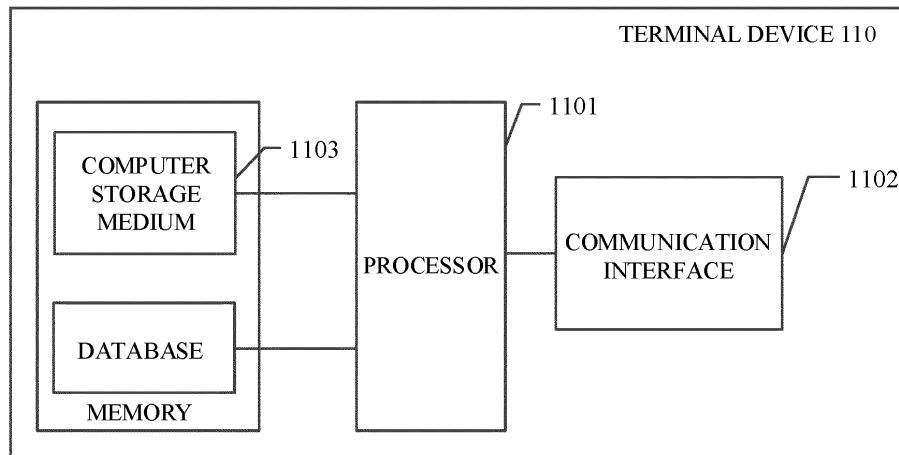 TERMINAL DEVICE 110
1101
1103
COMPUTER
STORAGE
MEDIUM
1102
PROCESSOR
COMMUNICATION
INTERFACE
DATABASE
MEMORY